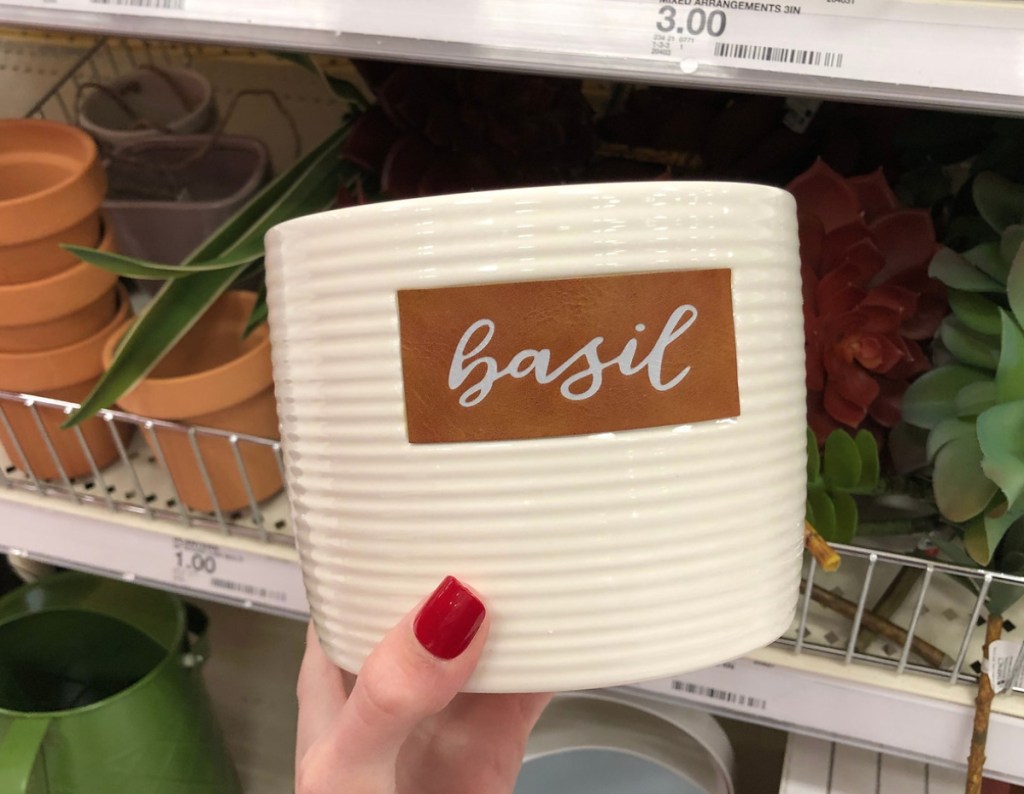 MIXED ARRANGEMENTS 3IN
3.00
basil
1.00